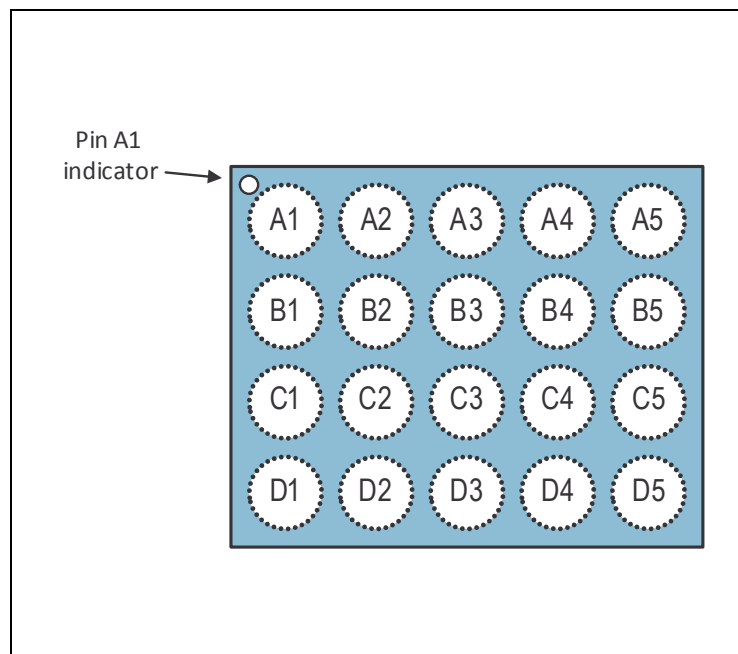 Pin A1
indicator
A1 A2 A3 A4 A5
B1 B2 B3 B4 B5
C1 C2 C3 C4 C5
D1 D2 D3 D4 D5